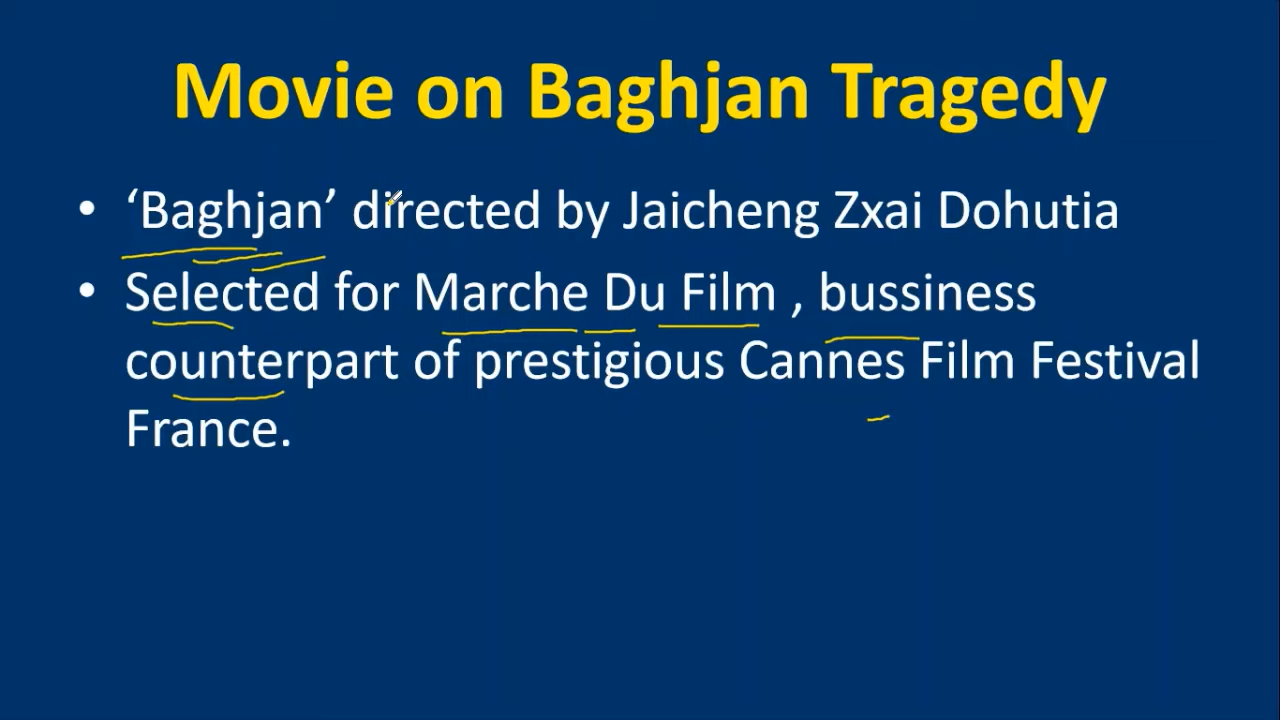 Movie on Baghjan Tragedy
• ‘Baghjan’ directed by Jaicheng Zxai Dohutia
• Selected for Marche Du Film , bussiness
counterpart of prestigious Cannes Film Festival
France.